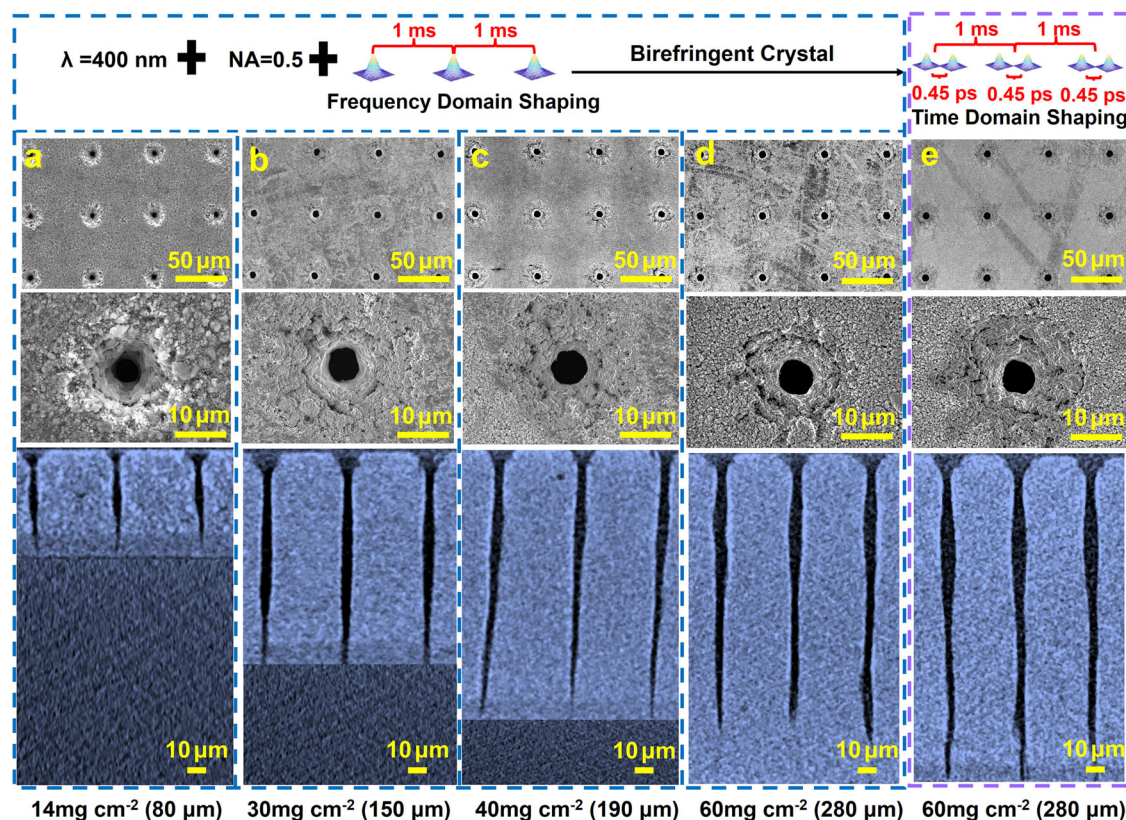 1 ms 1 ms
λ =400 nm + NA=0.5 +
Frequency Domain Shaping
Birefringent Crystal
1 ms 1 ms
0.45 ps 0.45 ps 0.45 ps
Time Domain Shaping
a b c d e
50 μm 50 μm 50 μm 50 μm 50 μm
10 μm 10 μm 10 μm 10 μm 10 μm
10 μm 10 μm 10 μm 10 μm 10 μm
14mg cm⁻² (80 μm) 30mg cm⁻² (150 μm) 40mg cm⁻² (190 μm) 60mg cm⁻² (280 μm) 60mg cm⁻² (280 μm)